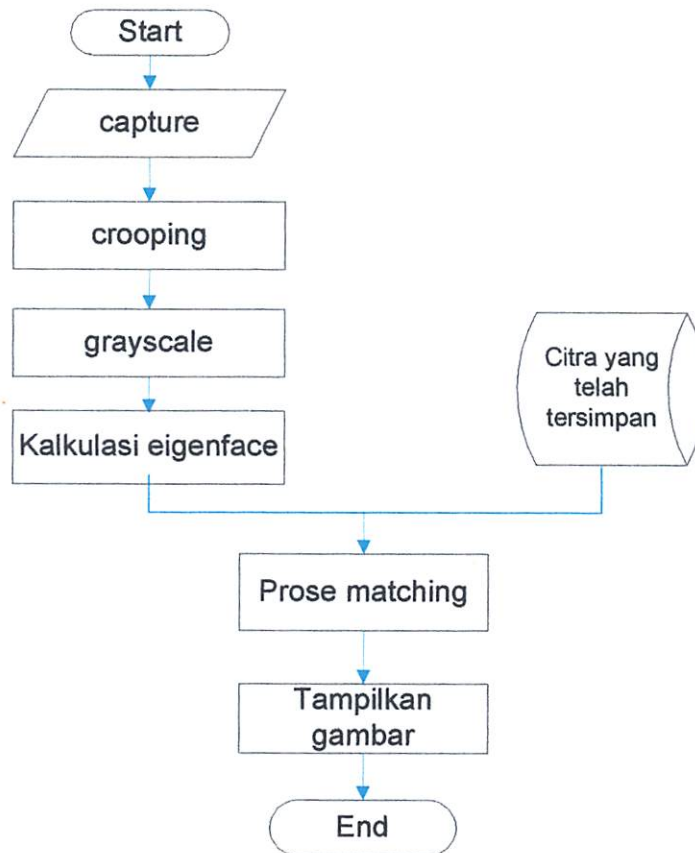 Start
capture
crooping
grayscale
Kalkulasi eigenface
Citra yang
telah
tersimpan
Prose matching
Tampilkan
gambar
End